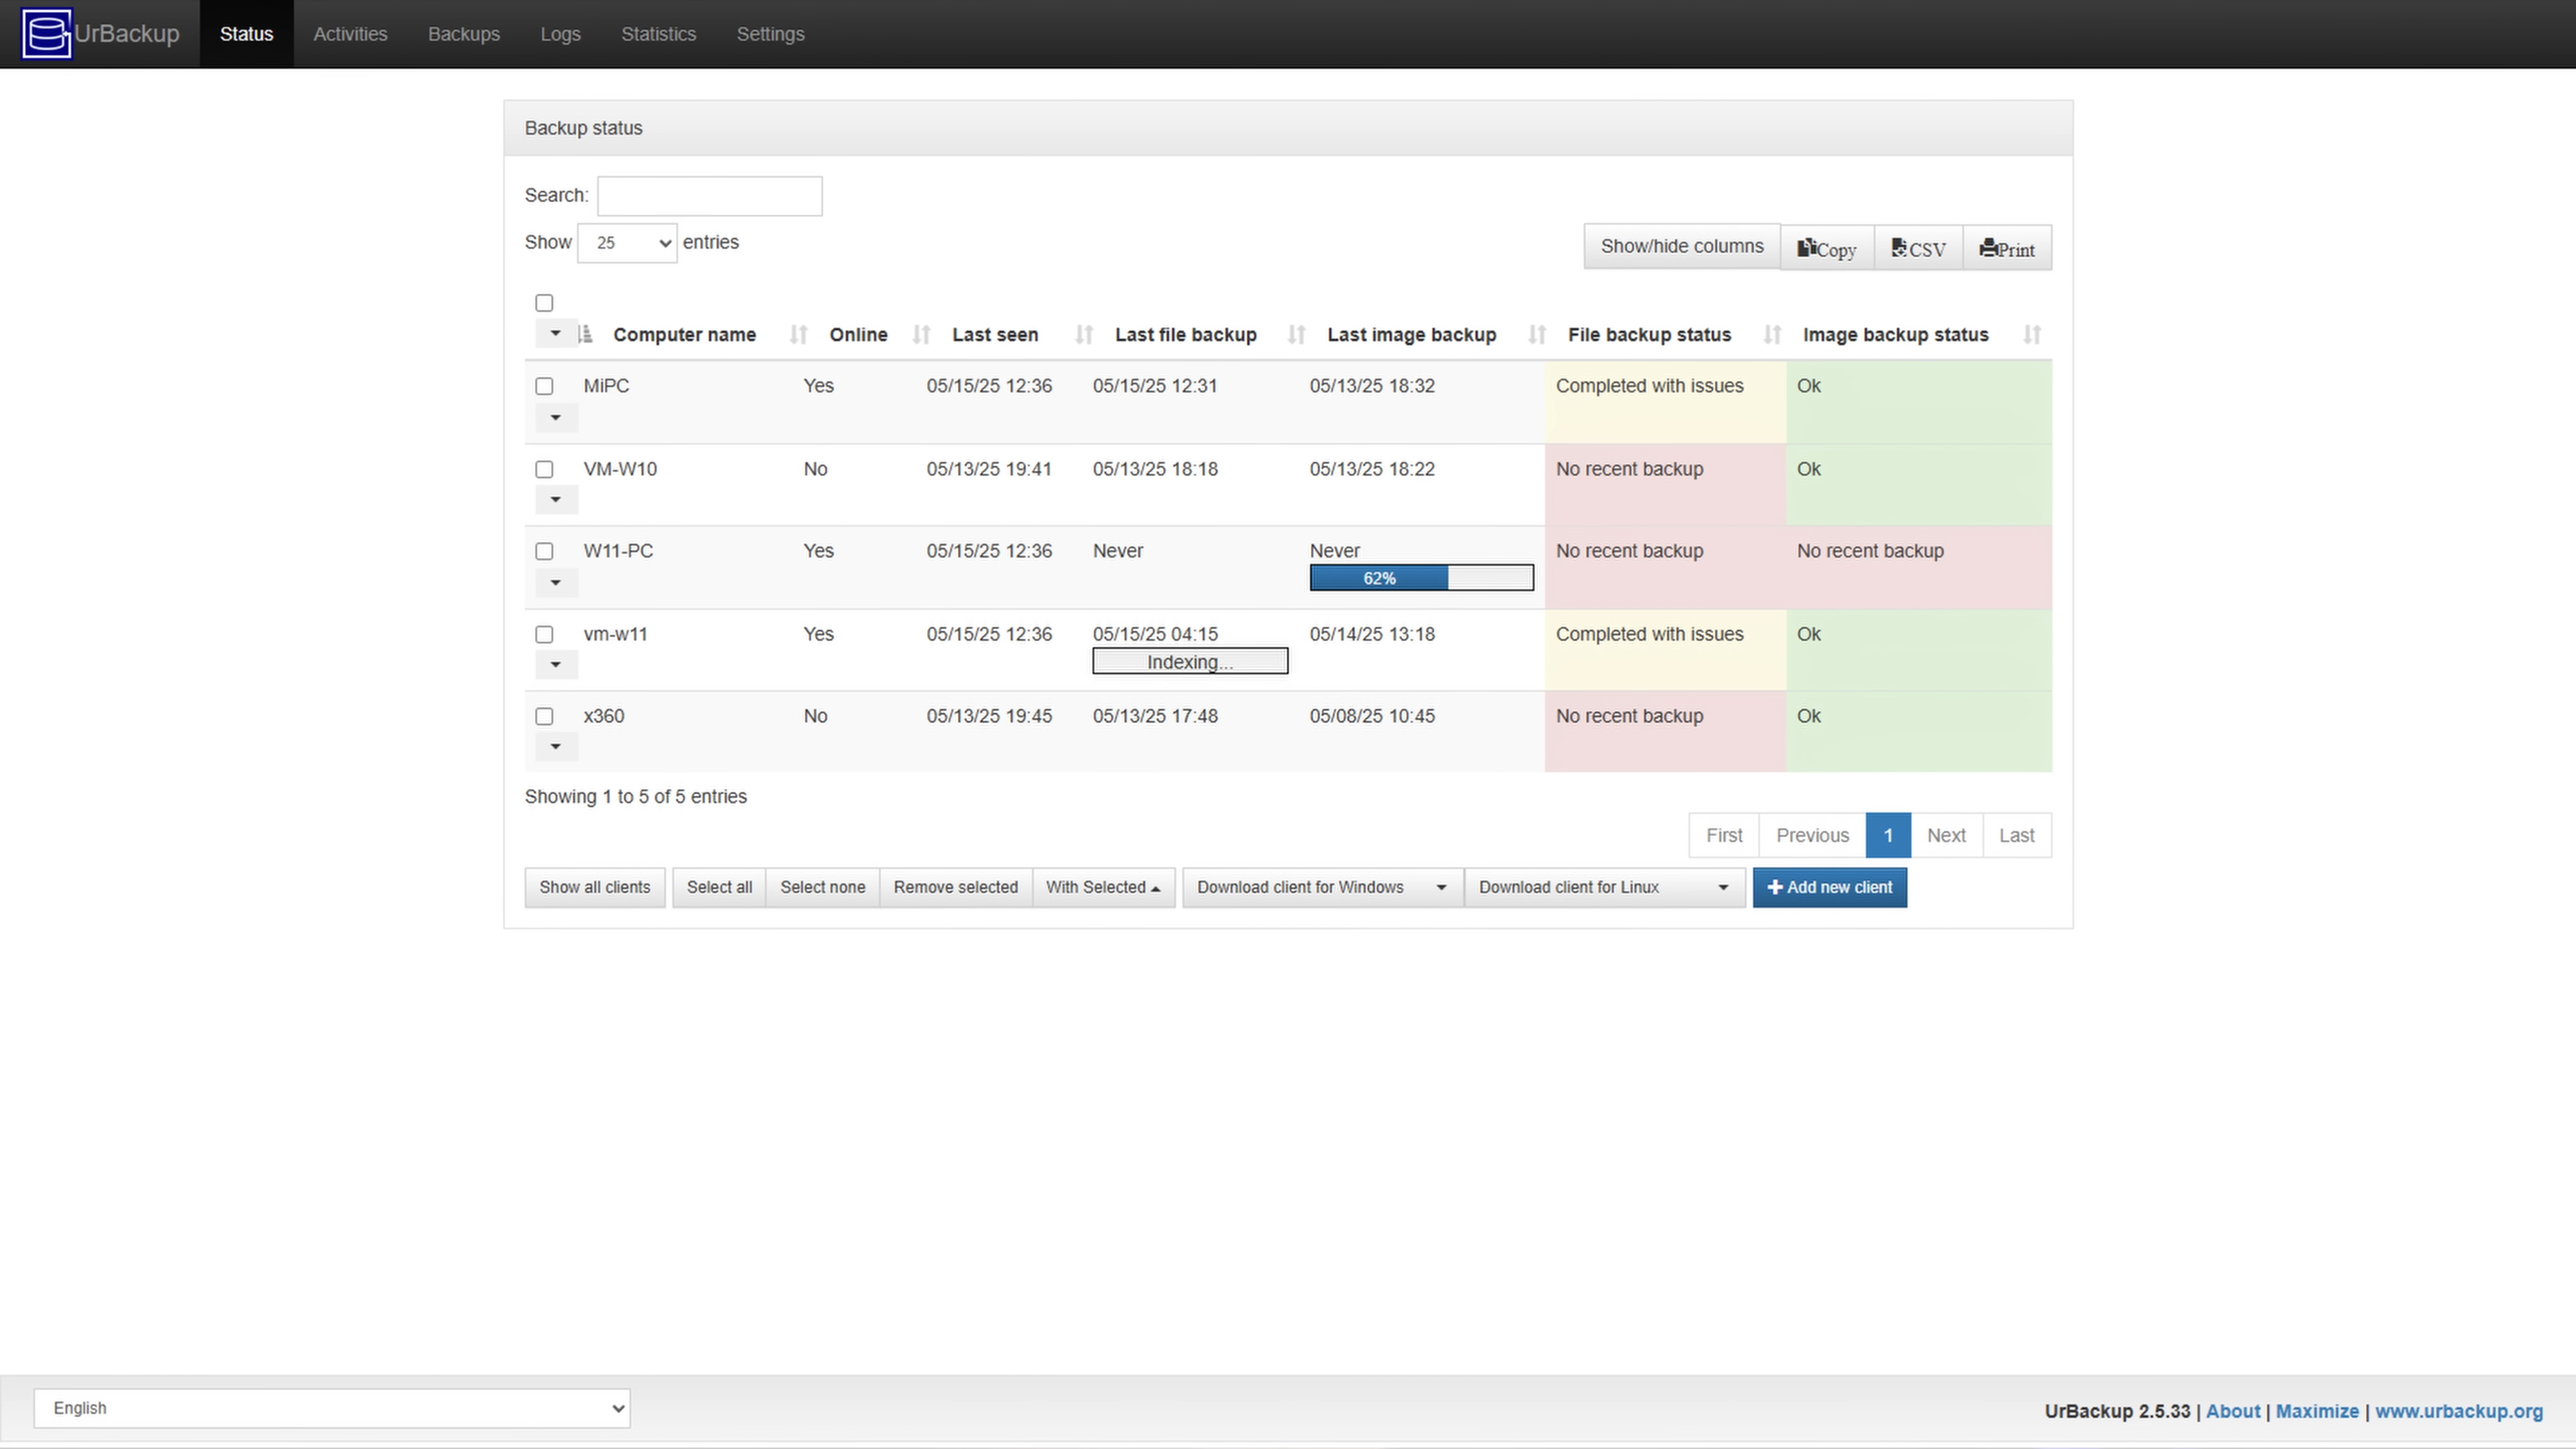 UrBackup Status Activities Backups Logs Statistics Settings
Backup status
Search:
Show 25 entries
Show/hide columns Copy CSV Print
Computer name Online Last seen Last file backup Last image backup File backup status Image backup status
MiPC Yes 05/15/25 12:36 05/15/25 12:31 05/13/25 18:32 Completed with issues Ok
VM-W10 No 05/13/25 19:41 05/13/25 18:18 05/13/25 18:22 No recent backup Ok
W11-PC Yes 05/15/25 12:36 Never Never No recent backup No recent backup
62%
vm-w11 Yes 05/15/25 12:36 05/15/25 04:15 05/14/25 13:18 Completed with issues Ok
Indexing...
x360 No 05/13/25 19:45 05/13/25 17:48 05/08/25 10:45 No recent backup Ok
Showing 1 to 5 of 5 entries
First Previous 1 Next Last
Show all clients Select all Select none Remove selected With Selected Download client for Windows Download client for Linux Add new client
English
UrBackup 2.5.33 | About | Maximize | www.urbackup.org